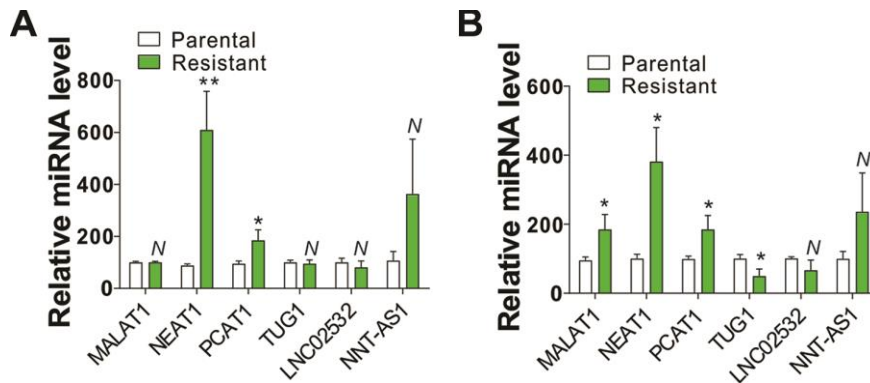 A
Parental
Resistant
Relative miRNA level
800
600
400
200
0
**
*
N
N
N
N
MALAT1
NEAT1
PCAT1
TUG1
LNC02532
NNT-AS1
B
Parental
Resistant
Relative miRNA level
600
400
200
0
*
*
*
*
N
N
MALAT1
NEAT1
PCAT1
TUG1
LNC02532
NNT-AS1